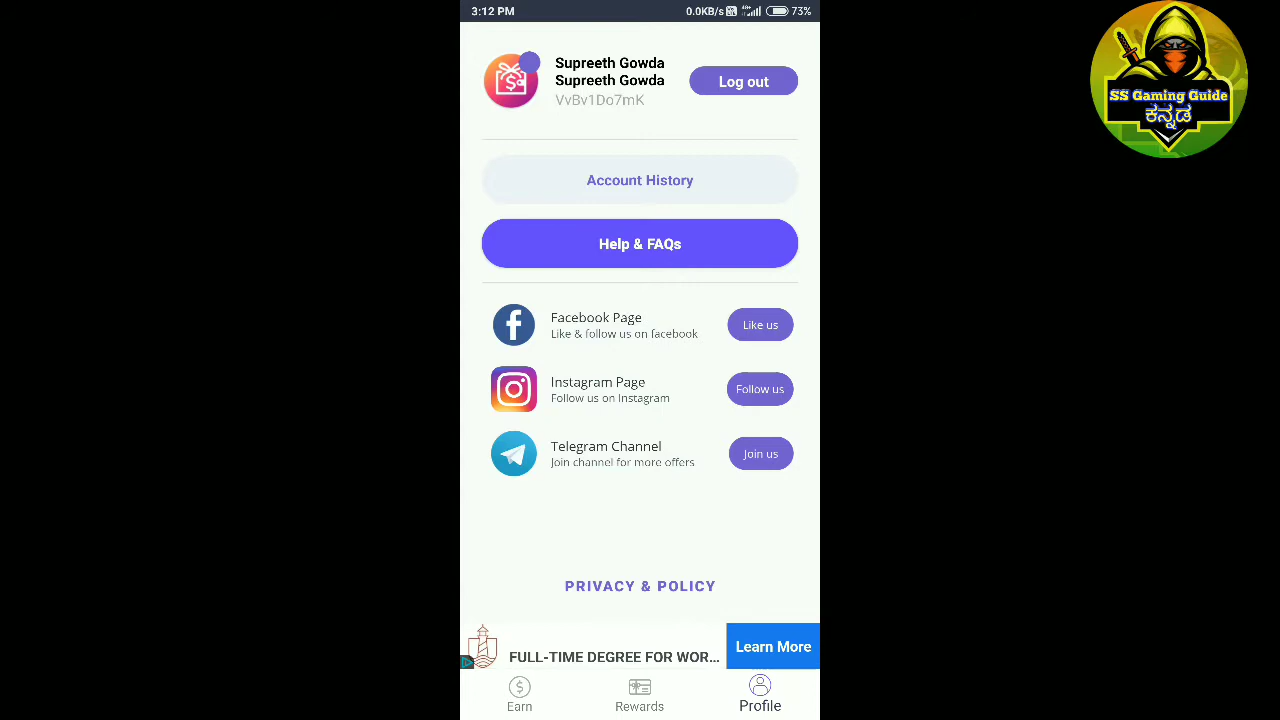 3:12 PM
0.0KB/s
73%
SS Gaming Guide
ಕನ್ನಡ
Supreeth Gowda
Supreeth Gowda
VvBv1Do7mK
Log out
Account History
Help & FAQs
Facebook Page
Like & follow us on facebook
Like us
Instagram Page
Follow us on Instagram
Follow us
Telegram Channel
Join channel for more offers
Join us
PRIVACY & POLICY
FULL-TIME DEGREE FOR WOR...
Learn More
Earn
Rewards
Profile